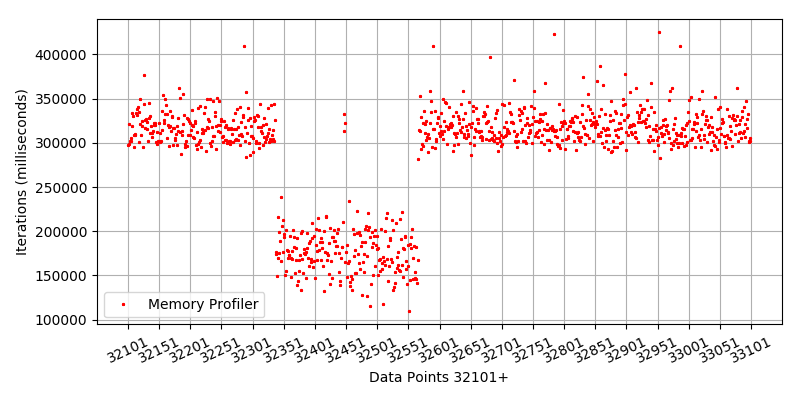 400000
350000
300000
250000
200000
150000
100000
Iterations (milliseconds)
Memory Profiler
32101 32151 32201 32251 32301 32351 32401 32451 32501 32551 32601 32651 32701 32751 32801 32851 32901 32951 33001 33051 33101
Data Points 32101+